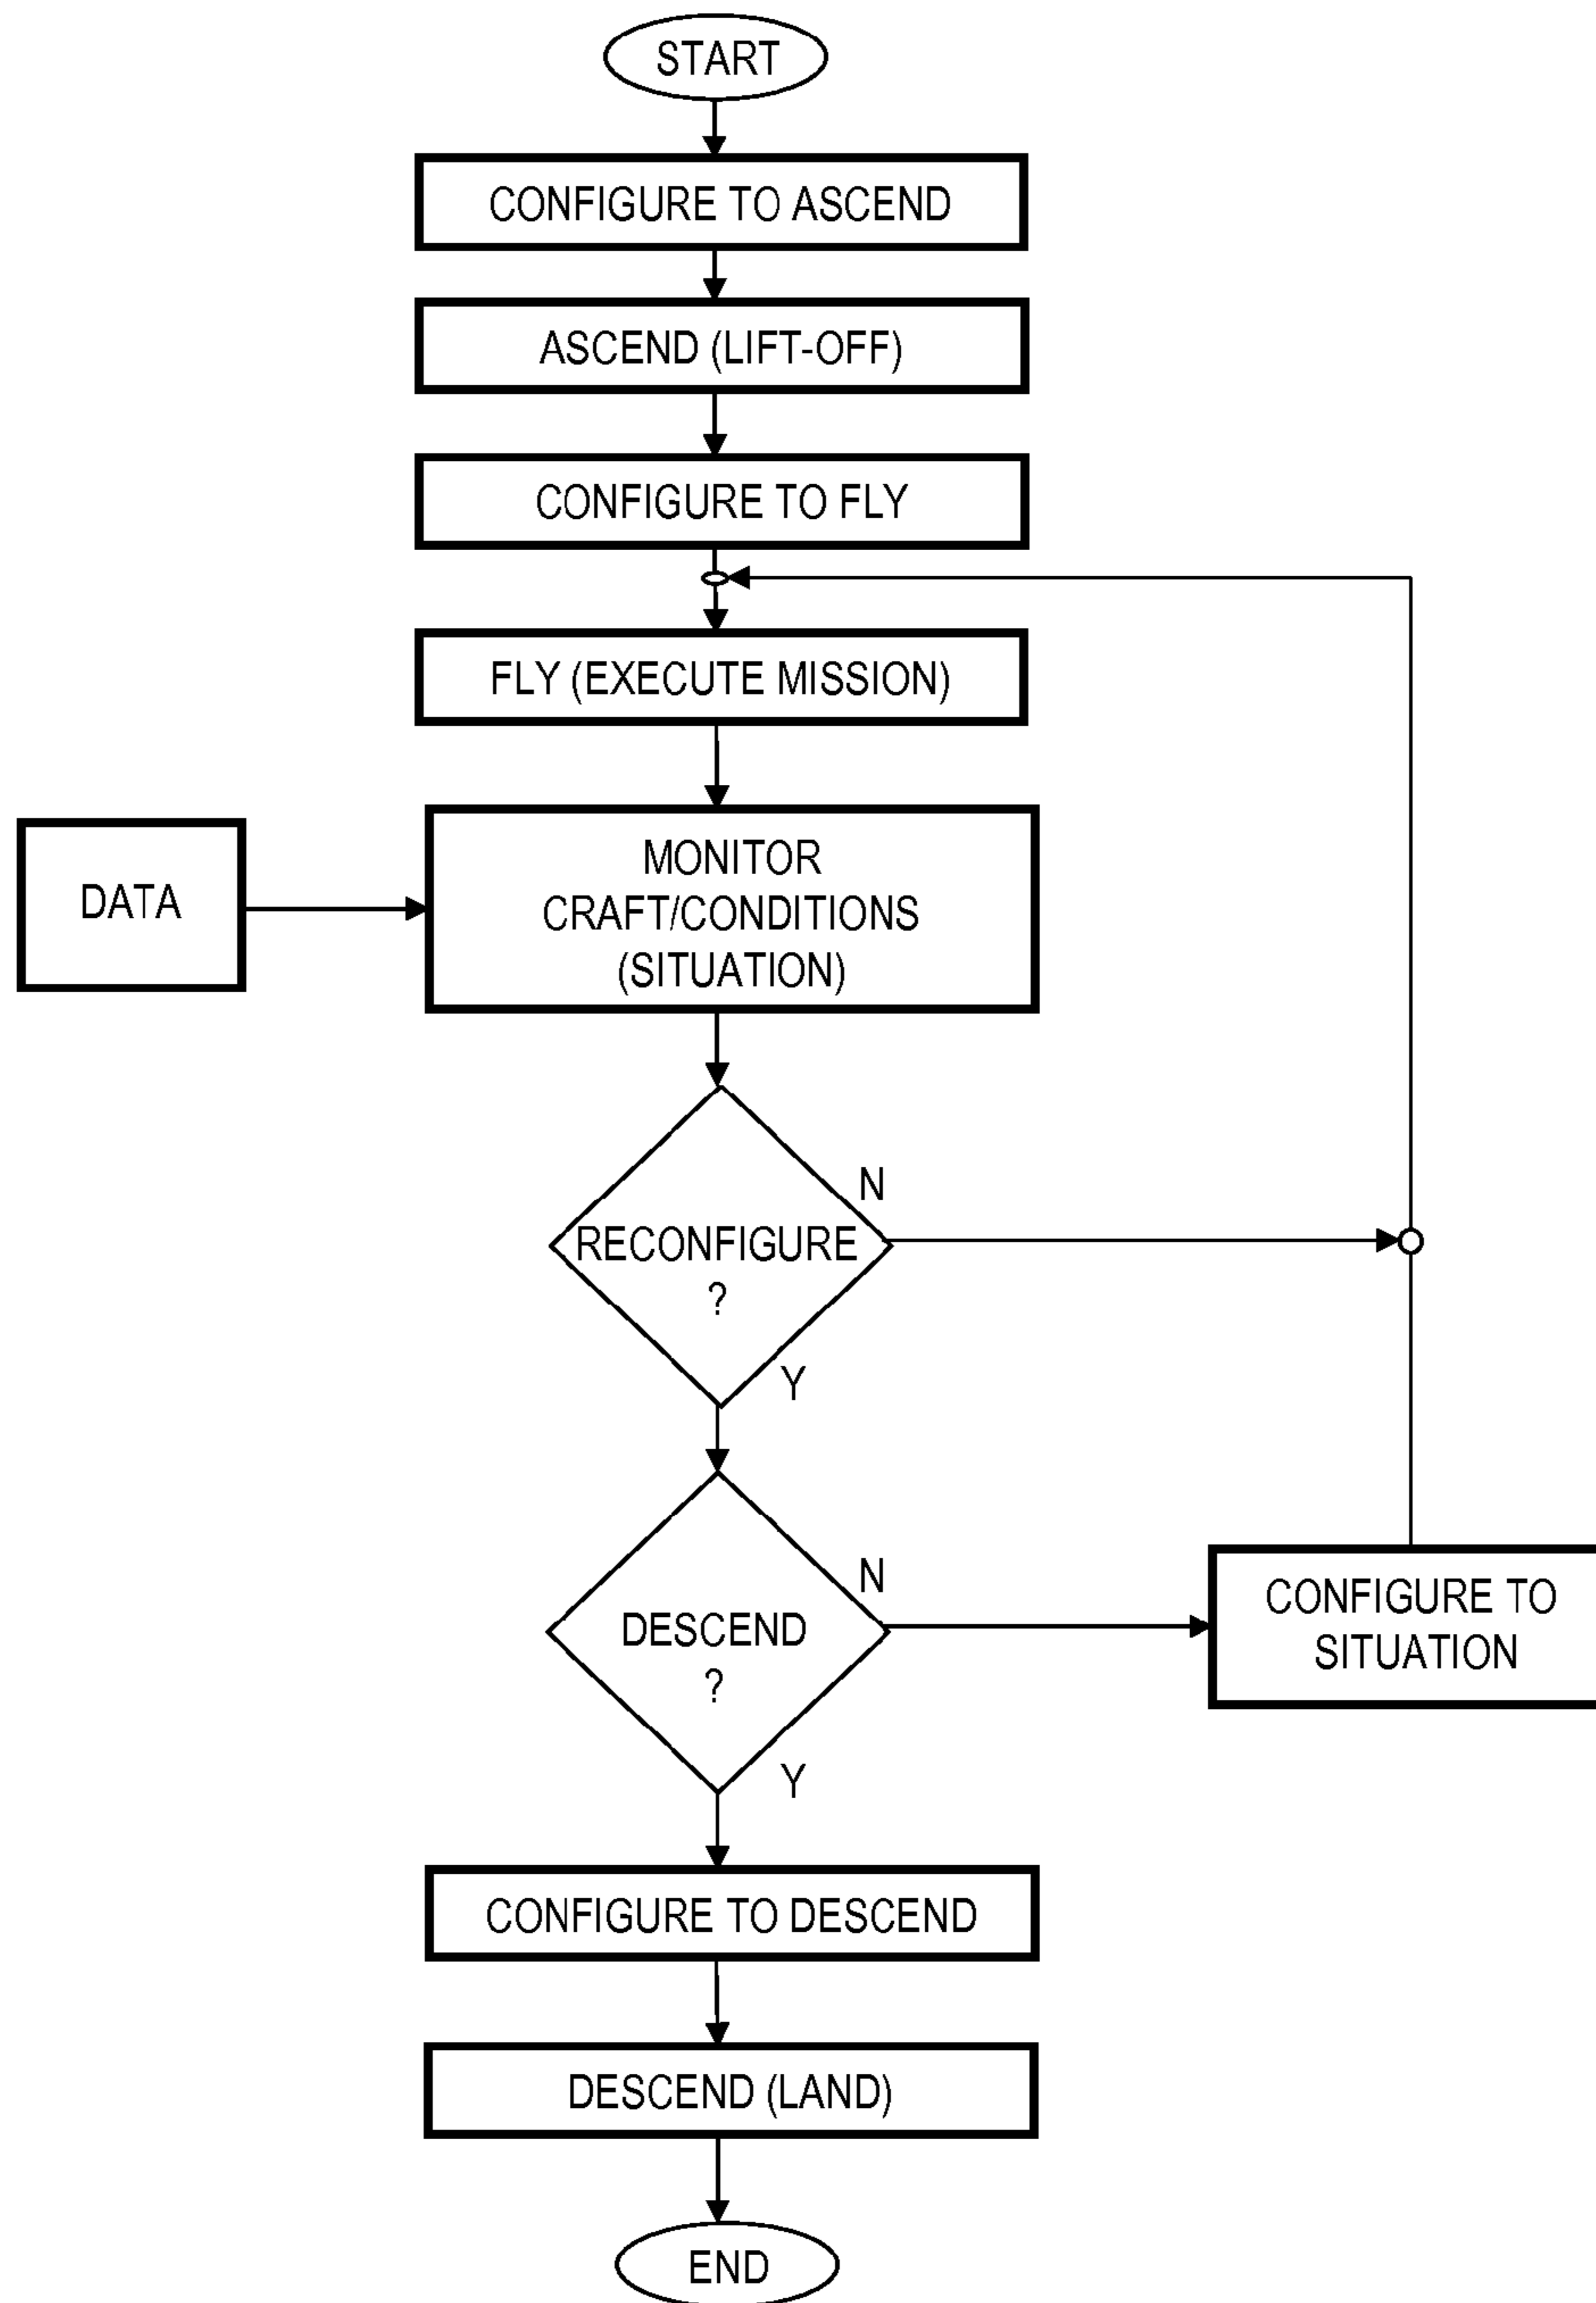 START
CONFIGURE TO ASCEND
ASCEND (LIFT-OFF)
CONFIGURE TO FLY
FLY (EXECUTE MISSION)
DATA
MONITOR
CRAFT/CONDITIONS
(SITUATION)
N
RECONFIGURE
?
Y
N
DESCEND
?
CONFIGURE TO
SITUATION
Y
CONFIGURE TO DESCEND
DESCEND (LAND)
END